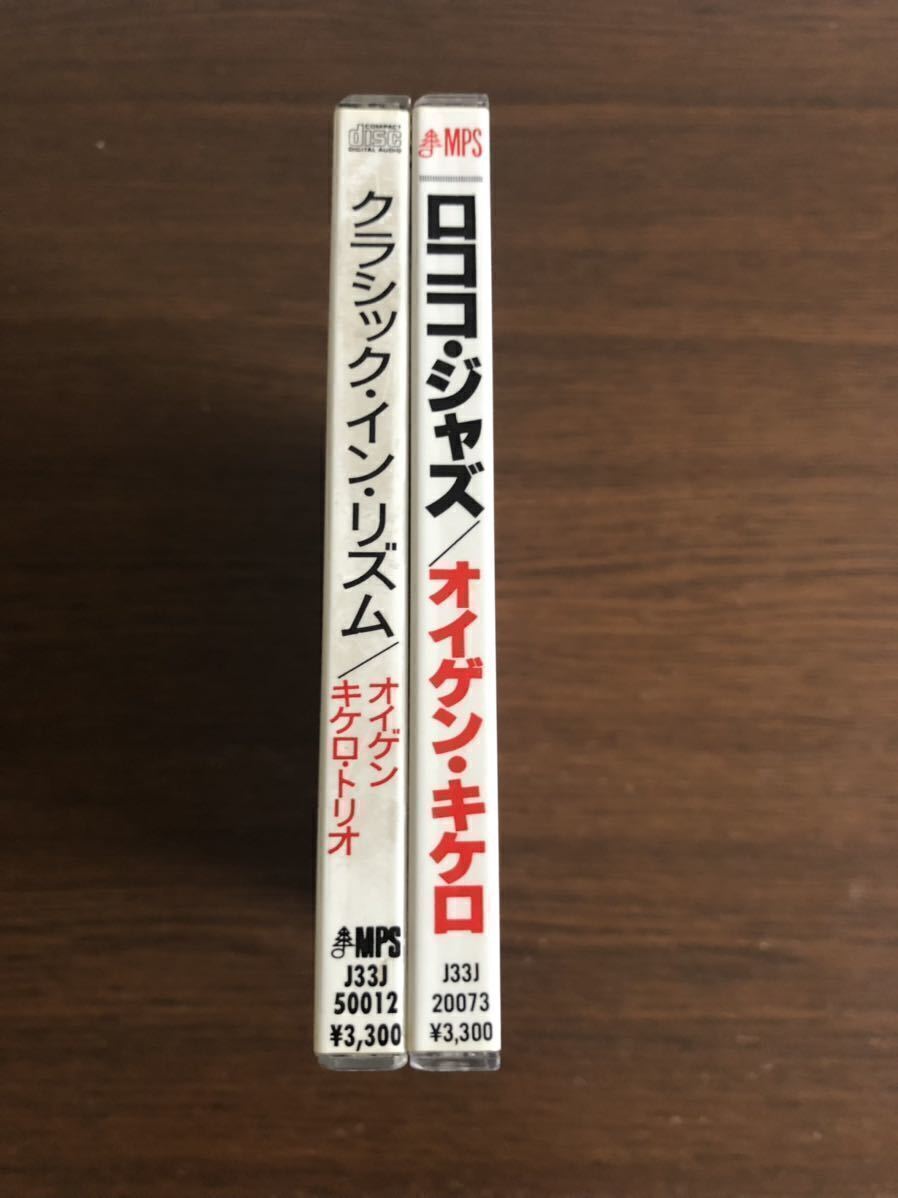 COMPACT
disc
DIGITAL AUDIO
クラシック・イン・リズム/オイゲン
キケロ・トリオ
MPS
J33J
50012
¥3,300
MPS
ロココ・ジャズ/オイゲン・キケロ
J33J
20073
¥3,300